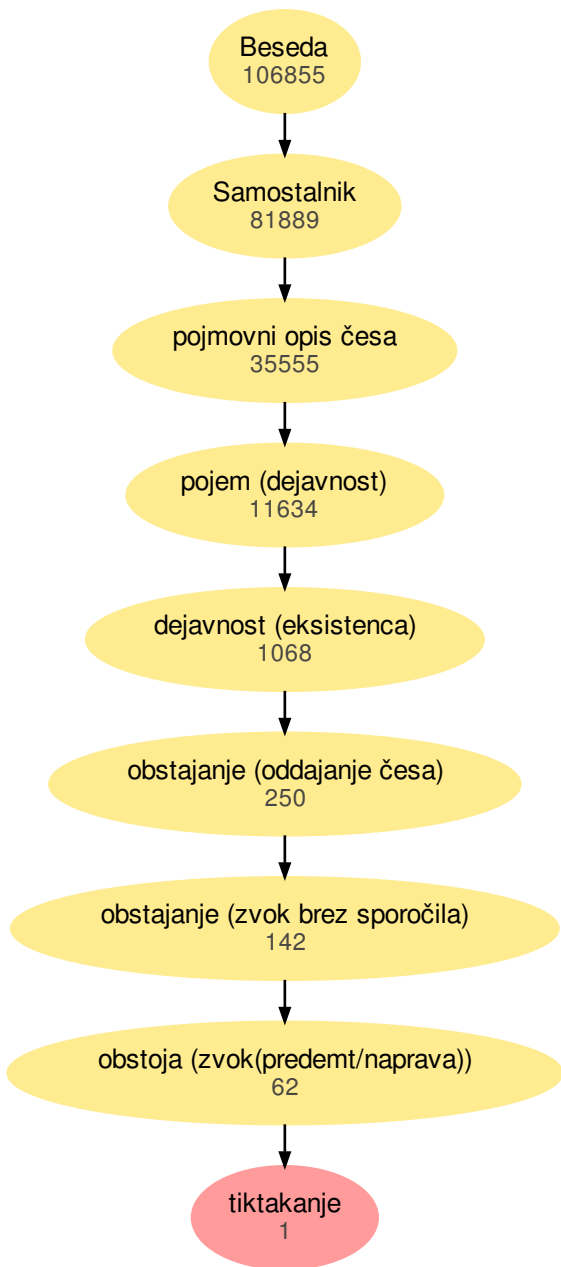 Beseda
106855
Samostalnik
81889
pojmovni opis česa
35555
pojem (dejavnost)
11634
dejavnost (eksistenca)
1068
obstajanje (oddajanje česa)
250
obstajanje (zvok brez sporočila)
142
obstoja (zvok(predemt/naprava))
62
tiktakanje
1